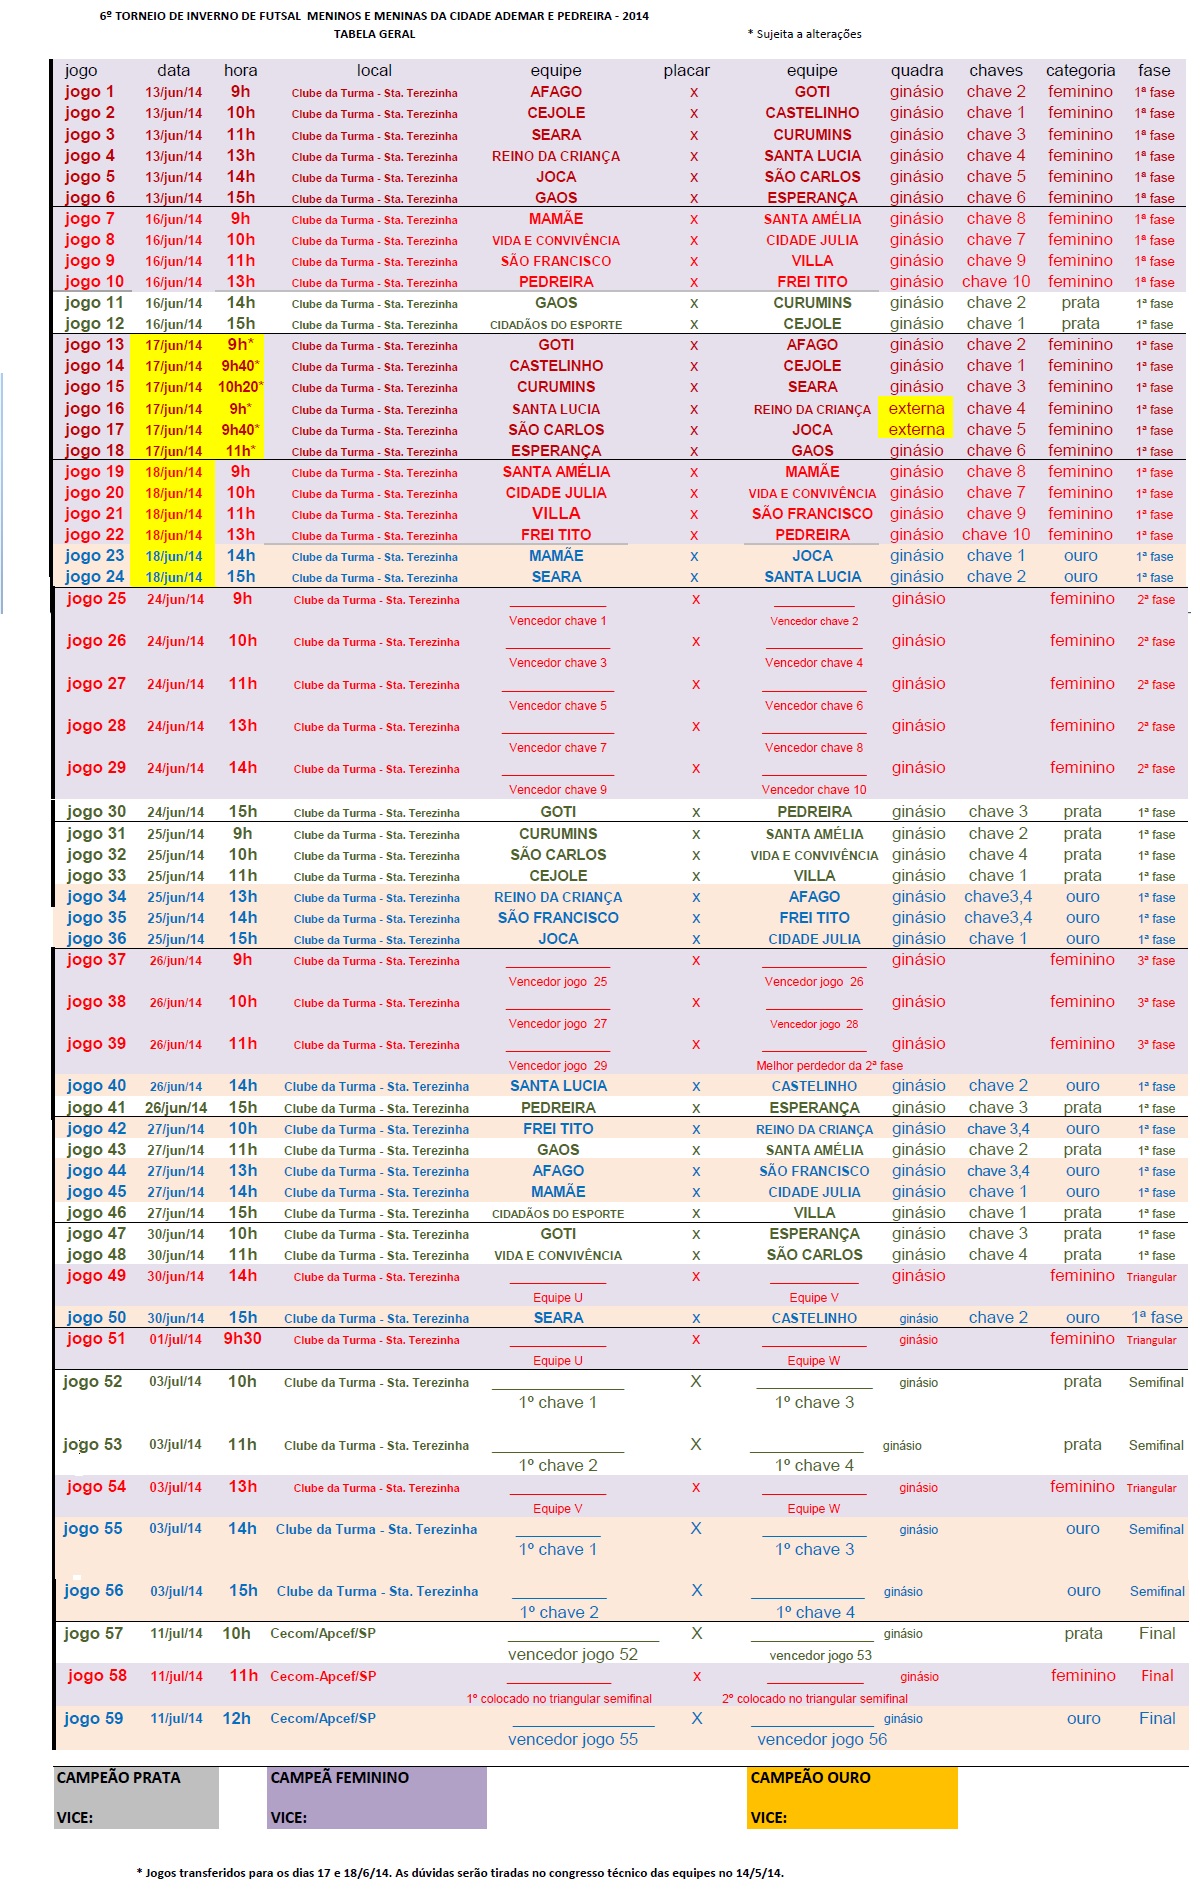 6º TORNEIO DE INVERNO DE FUTSAL MENINOS E MENINAS DA CIDADE ADEMAR E PEDREIRA - 2014
TABELA GERAL * Sujeita a alterações
jogo data hora local equipe placar equipe quadra chaves categoria fase
jogo 1 13/jun/14 9h Clube da Turma - Sta. Terezinha AFAGO x GOTI ginásio chave 2 feminino 1ª fase
jogo 2 13/jun/14 10h Clube da Turma - Sta. Terezinha CEJOLE x CASTELINHO ginásio chave 1 feminino 1ª fase
jogo 3 13/jun/14 11h Clube da Turma - Sta. Terezinha SEARA x CURUMINS ginásio chave 3 feminino 1ª fase
jogo 4 13/jun/14 13h Clube da Turma - Sta. Terezinha REINO DA CRIANÇA x SANTA LUCIA ginásio chave 4 feminino 1ª fase
jogo 5 13/jun/14 14h Clube da Turma - Sta. Terezinha JOCA x SÃO CARLOS ginásio chave 5 feminino 1ª fase
jogo 6 13/jun/14 15h Clube da Turma - Sta. Terezinha GAOS x ESPERANÇA ginásio chave 6 feminino 1ª fase
jogo 7 16/jun/14 9h Clube da Turma - Sta. Terezinha MAMÃE x SANTA AMÉLIA ginásio chave 8 feminino 1ª fase
jogo 8 16/jun/14 10h Clube da Turma - Sta. Terezinha VIDA E CONVIVÊNCIA x CIDADE JULIA ginásio chave 7 feminino 1ª fase
jogo 9 16/jun/14 11h Clube da Turma - Sta. Terezinha SÃO FRANCISCO x VILLA ginásio chave 9 feminino 1ª fase
jogo 10 16/jun/14 13h Clube da Turma - Sta. Terezinha PEDREIRA x FREI TITO ginásio chave 10 feminino 1ª fase
jogo 11 16/jun/14 14h Clube da Turma - Sta. Terezinha GAOS x CURUMINS ginásio chave 2 prata 1ª fase
jogo 12 16/jun/14 15h Clube da Turma - Sta. Terezinha CIDADÃOS DO ESPORTE x CEJOLE ginásio chave 1 prata 1ª fase
jogo 13 17/jun/14 9h* Clube da Turma - Sta. Terezinha GOTI x AFAGO ginásio chave 2 feminino 1ª fase
jogo 14 17/jun/14 9h40* Clube da Turma - Sta. Terezinha CASTELINHO x CEJOLE ginásio chave 1 feminino 1ª fase
jogo 15 17/jun/14 10h20* Clube da Turma - Sta. Terezinha CURUMINS x SEARA ginásio chave 3 feminino 1ª fase
jogo 16 17/jun/14 9h* Clube da Turma - Sta. Terezinha SANTA LUCIA x REINO DA CRIANÇA externa chave 4 feminino 1ª fase
jogo 17 17/jun/14 9h40* Clube da Turma - Sta. Terezinha SÃO CARLOS x JOCA externa chave 5 feminino 1ª fase
jogo 18 17/jun/14 11h* Clube da Turma - Sta. Terezinha ESPERANÇA x GAOS ginásio chave 6 feminino 1ª fase
jogo 19 18/jun/14 9h Clube da Turma - Sta. Terezinha SANTA AMÉLIA x MAMÃE ginásio chave 8 feminino 1ª fase
jogo 20 18/jun/14 10h Clube da Turma - Sta. Terezinha CIDADE JULIA x VIDA E CONVIVÊNCIA ginásio chave 7 feminino 1ª fase
jogo 21 18/jun/14 11h Clube da Turma - Sta. Terezinha VILLA x SÃO FRANCISCO ginásio chave 9 feminino 1ª fase
jogo 22 18/jun/14 13h Clube da Turma - Sta. Terezinha FREI TITO x PEDREIRA ginásio chave 10 feminino 1ª fase
jogo 23 18/jun/14 14h Clube da Turma - Sta. Terezinha MAMÃE x JOCA ginásio chave 1 ouro 1ª fase
jogo 24 18/jun/14 15h Clube da Turma - Sta. Terezinha SEARA x SANTA LUCIA ginásio chave 2 ouro 1ª fase
jogo 25 24/jun/14 9h Clube da Turma - Sta. Terezinha ____________ x __________ ginásio feminino 2ª fase
Vencedor chave 1 Vencedor chave 2
jogo 26 24/jun/14 10h Clube da Turma - Sta. Terezinha _____________ x ____________ ginásio feminino 2ª fase
Vencedor chave 3 Vencedor chave 4
jogo 27 24/jun/14 11h Clube da Turma - Sta. Terezinha ______________ x _____________ ginásio feminino 2ª fase
Vencedor chave 5 Vencedor chave 6
jogo 28 24/jun/14 13h Clube da Turma - Sta. Terezinha ______________ x _____________ ginásio feminino 2ª fase
Vencedor chave 7 Vencedor chave 8
jogo 29 24/jun/14 14h Clube da Turma - Sta. Terezinha ______________ x _____________ ginásio feminino 2ª fase
Vencedor chave 9 Vencedor chave 10
jogo 30 24/jun/14 15h Clube da Turma - Sta. Terezinha GOTI x PEDREIRA ginásio chave 3 prata 1ª fase
jogo 31 25/jun/14 9h Clube da Turma - Sta. Terezinha CURUMINS x SANTA AMÉLIA ginásio chave 2 prata 1ª fase
jogo 32 25/jun/14 10h Clube da Turma - Sta. Terezinha SÃO CARLOS x VIDA E CONVIVÊNCIA ginásio chave 4 prata 1ª fase
jogo 33 25/jun/14 11h Clube da Turma - Sta. Terezinha CEJOLE x VILLA ginásio chave 1 prata 1ª fase
jogo 34 25/jun/14 13h Clube da Turma - Sta. Terezinha REINO DA CRIANÇA x AFAGO ginásio chave3,4 ouro 1ª fase
jogo 35 25/jun/14 14h Clube da Turma - Sta. Terezinha SÃO FRANCISCO x FREI TITO ginásio chave3,4 ouro 1ª fase
jogo 36 25/jun/14 15h Clube da Turma - Sta. Terezinha JOCA x CIDADE JULIA ginásio chave 1 ouro 1ª fase
jogo 37 26/jun/14 9h Clube da Turma - Sta. Terezinha _____________ x _____________ ginásio feminino 3ª fase
Vencedor jogo 25 Vencedor jogo 26
jogo 38 26/jun/14 10h Clube da Turma - Sta. Terezinha _____________ x ____________ ginásio feminino 3ª fase
Vencedor jogo 27 Vencedor jogo 28
jogo 39 26/jun/14 11h Clube da Turma - Sta. Terezinha _____________ x _____________ ginásio feminino 3ª fase
Vencedor jogo 29 Melhor perdedor da 2ª fase
jogo 40 26/jun/14 14h Clube da Turma - Sta. Terezinha SANTA LUCIA x CASTELINHO ginásio chave 2 ouro 1ª fase
jogo 41 26/jun/14 15h Clube da Turma - Sta. Terezinha PEDREIRA x ESPERANÇA ginásio chave 3 prata 1ª fase
jogo 42 27/jun/14 10h Clube da Turma - Sta. Terezinha FREI TITO x REINO DA CRIANÇA ginásio chave 3,4 ouro 1ª fase
jogo 43 27/jun/14 11h Clube da Turma - Sta. Terezinha GAOS x SANTA AMÉLIA ginásio chave 2 prata 1ª fase
jogo 44 27/jun/14 13h Clube da Turma - Sta. Terezinha AFAGO x SÃO FRANCISCO ginásio chave 3,4 ouro 1ª fase
jogo 45 27/jun/14 14h Clube da Turma - Sta. Terezinha MAMÃE x CIDADE JULIA ginásio chave 1 ouro 1ª fase
jogo 46 27/jun/14 15h Clube da Turma - Sta. Terezinha CIDADÃOS DO ESPORTE x VILLA ginásio chave 1 prata 1ª fase
jogo 47 30/jun/14 10h Clube da Turma - Sta. Terezinha GOTI x ESPERANÇA ginásio chave 3 prata 1ª fase
jogo 48 30/jun/14 11h Clube da Turma - Sta. Terezinha VIDA E CONVIVÊNCIA x SÃO CARLOS ginásio chave 4 prata 1ª fase
jogo 49 30/jun/14 14h Clube da Turma - Sta. Terezinha ____________ x ___________ ginásio feminino Triangular
Equipe U Equipe V
jogo 50 30/jun/14 15h Clube da Turma - Sta. Terezinha SEARA x CASTELINHO ginásio chave 2 ouro 1ª fase
jogo 51 01/jul/14 9h30 Clube da Turma - Sta. Terezinha ____________ x _____________ ginásio feminino Triangular
Equipe U Equipe W
jogo 52 03/jul/14 10h Clube da Turma - Sta. Terezinha ______________ X _____________ ginásio prata Semifinal
1º chave 1 1º chave 3
jogo 53 03/jul/14 11h Clube da Turma - Sta. Terezinha ______________ X ____________ ginásio prata Semifinal
1º chave 2 1º chave 4
jogo 54 03/jul/14 13h Clube da Turma - Sta. Terezinha ____________ x _____________ ginásio feminino Triangular
Equipe V Equipe W
jogo 55 03/jul/14 14h Clube da Turma - Sta. Terezinha __________ X ____________ ginásio ouro Semifinal
1º chave 1 1º chave 3
jogo 56 03/jul/14 15h Clube da Turma - Sta. Terezinha __________ X ____________ ginásio ouro Semifinal
1º chave 2 1º chave 4
jogo 57 11/jul/14 10h Cecom/Apcef/SP _________________ X ______________ ginásio prata Final
vencedor jogo 52 vencedor jogo 53
jogo 58 11/jul/14 11h Cecom-Apcef/SP _____________ x ____________ ginásio feminino Final
1º colocado no triangular semifinal 2º colocado no triangular semifinal
jogo 59 11/jul/14 12h Cecom/Apcef/SP ________________ X ______________ ginásio ouro Final
vencedor jogo 55 vencedor jogo 56
CAMPEÃO PRATA CAMPEÃ FEMININO CAMPEÃO OURO
VICE: VICE: VICE:
* Jogos transferidos para os dias 17 e 18/6/14. As dúvidas serão tiradas no congresso técnico das equipes no 14/5/14.